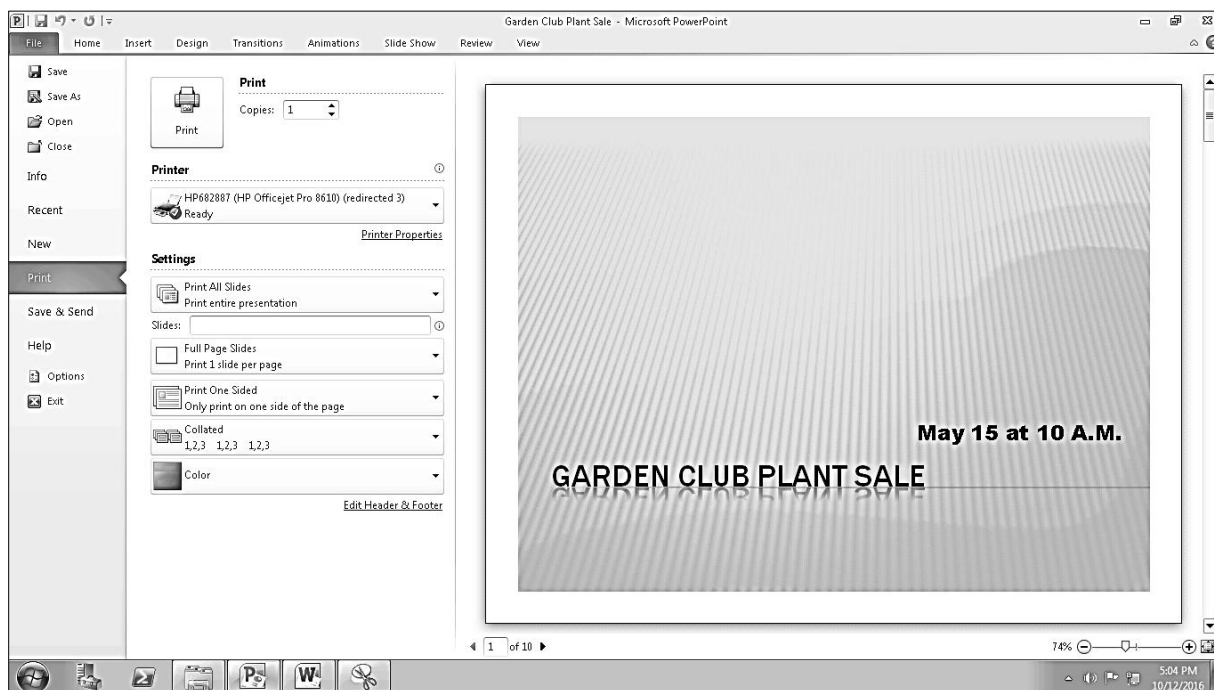 Garden Club Plant Sale - Microsoft PowerPoint
File Home Insert Design Transitions Animations Slide Show Review View
Save
Save As
Open
Close
Info
Recent
New
Print
Save & Send
Help
Options
Exit
Print
Print
Copies: 1
Printer
HP682887 (HP Officejet Pro 8610) (redirected 3)
Ready
Printer Properties
Settings
Print All Slides
Print entire presentation
Slides:
Full Page Slides
Print 1 slide per page
Print One Sided
Only print on one side of the page
Collated
1,2,3 1,2,3 1,2,3
Color
Edit Header & Footer
May 15 at 10 A.M.
GARDEN CLUB PLANT SALE
1 of 10
74%
5:04 PM
10/12/2016